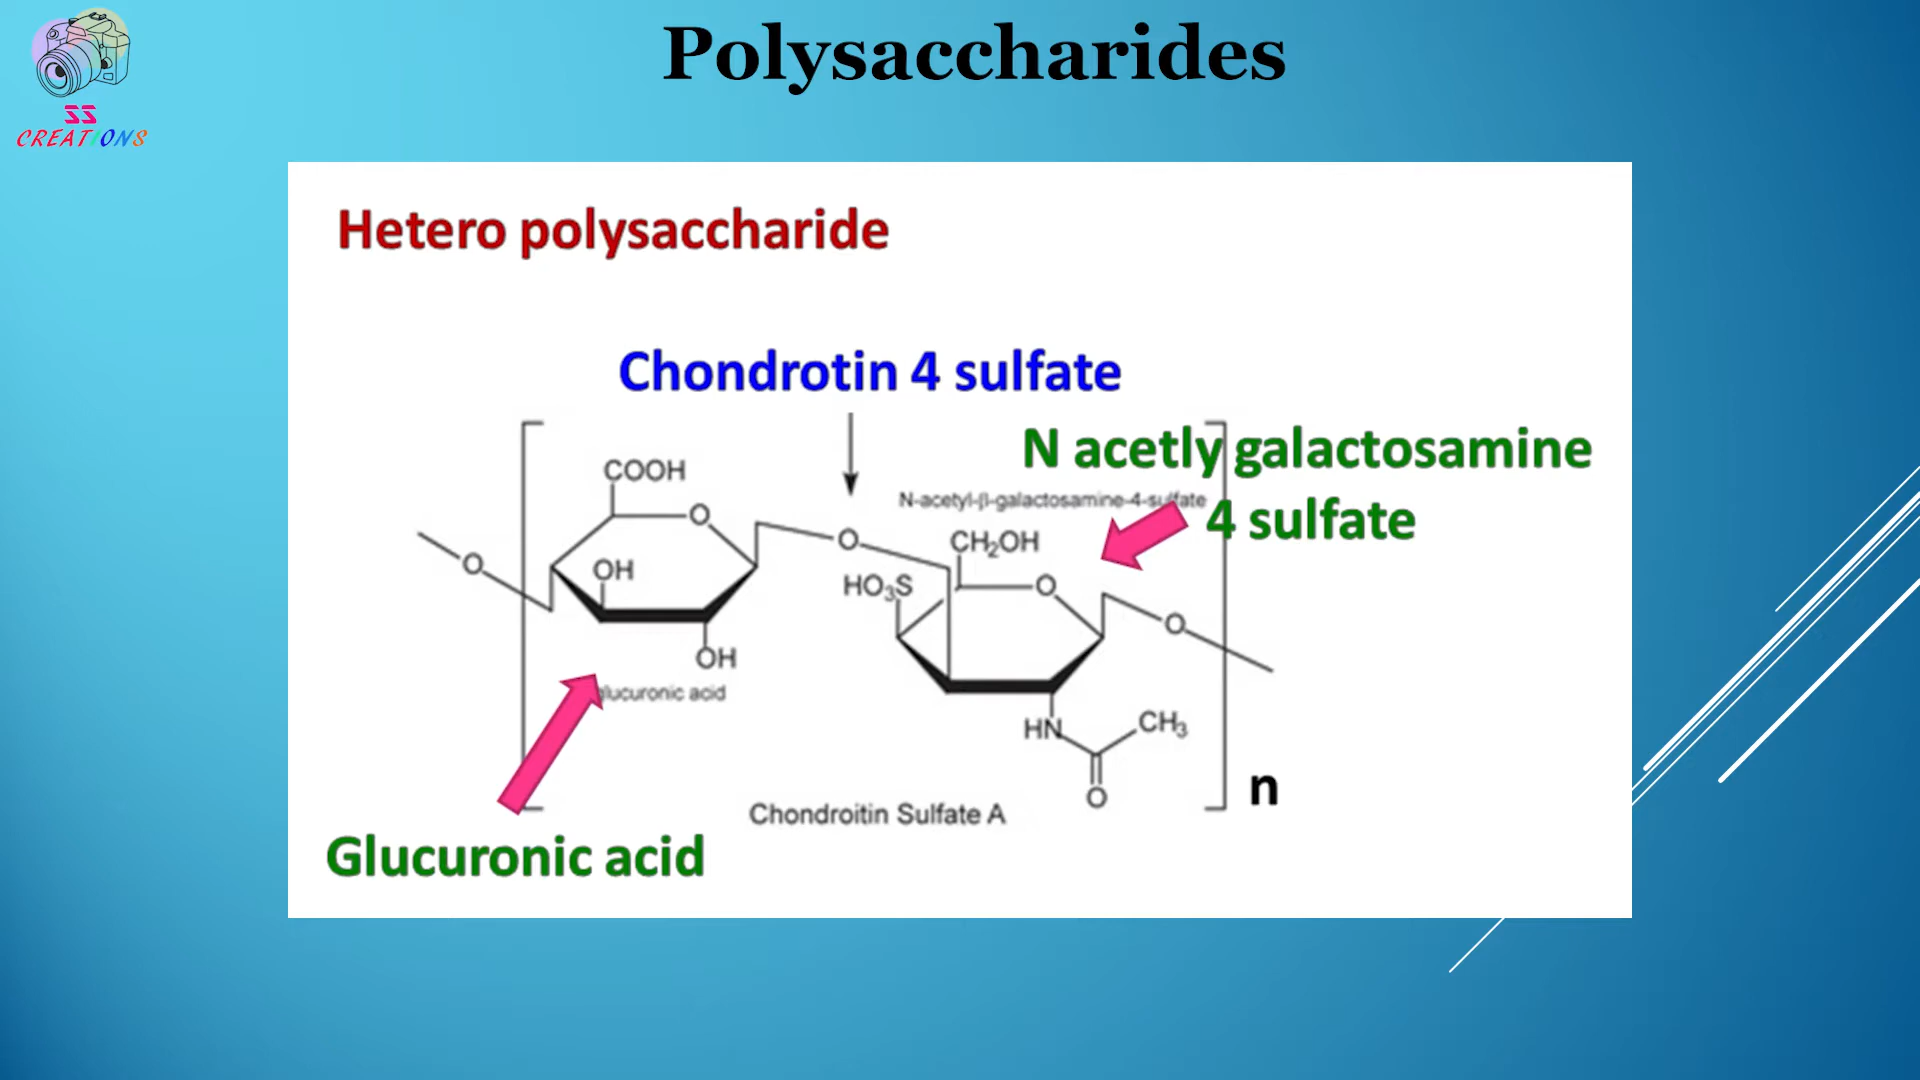 Polysaccharides
SS
CREATIONS
Hetero polysaccharide
Chondrotin 4 sulfate
N acetly galactosamine
4 sulfate
N-acetyl-β-galactosamine-4-sulfate
COOH
O
O
O
OH
OH
glucuronic acid
HO3S
CH2OH
O
O
HN
CH3
O
n
Chondroitin Sulfate A
Glucuronic acid